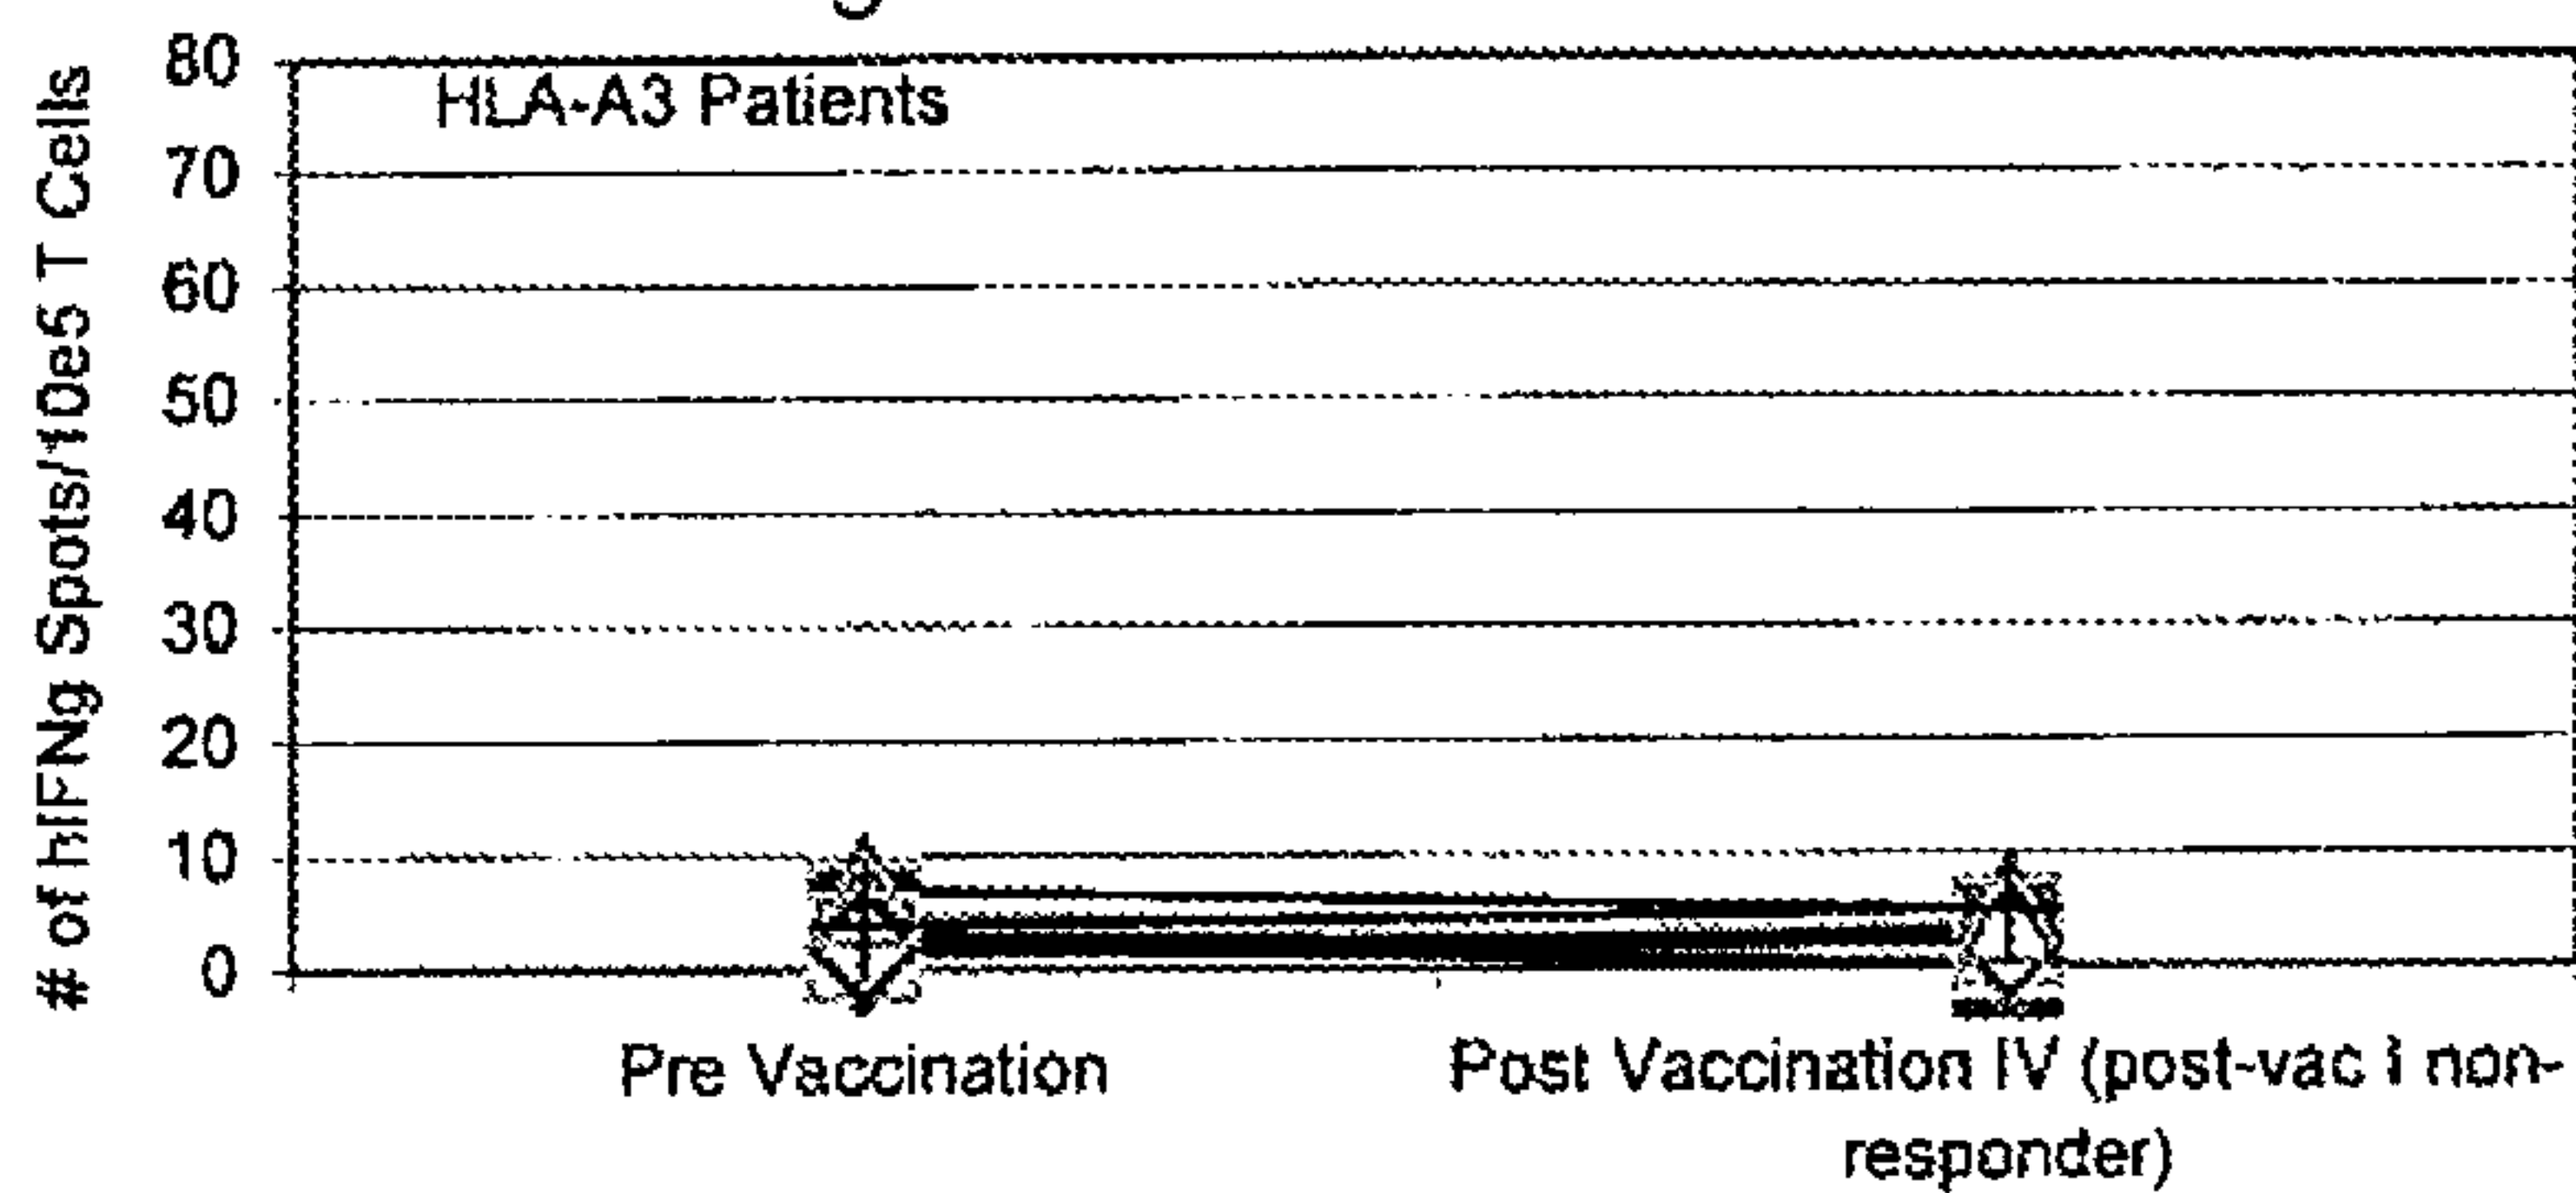 80
HLA-A3 Patients
70
60
50
40
30
20
10
0
# of hIFNg Spots/10e5 T Cells
Pre Vaccination
Post Vaccination IV (post-vac I non-
responder)